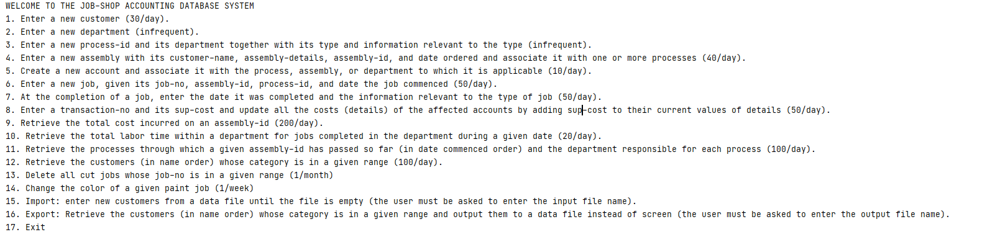 WELCOME TO THE JOB-SHOP ACCOUNTING DATABASE SYSTEM
1. Enter a new customer (30/day).
2. Enter a new department (infrequent).
3. Enter a new process-id and its department together with its type and information relevant to the type (infrequent).
4. Enter a new assembly with its customer-name, assembly-details, assembly-id, and date ordered and associate it with one or more processes (40/day).
5. Create a new account and associate it with the process, assembly, or department to which it is applicable (10/day).
6. Enter a new job, given its job-no, assembly-id, process-id, and date the job commenced (50/day).
7. At the completion of a job, enter the date it was completed and the information relevant to the type of job (50/day).
8. Enter a transaction-no and its sup-cost and update all the costs (details) of the affected accounts by adding sup-cost to their current values of details (50/day).
9. Retrieve the total cost incurred on an assembly-id (200/day).
10. Retrieve the total labor time within a department for jobs completed in the department during a given date (20/day).
11. Retrieve the processes through which a given assembly-id has passed so far (in date commenced order) and the department responsible for each process (100/day).
12. Retrieve the customers (in name order) whose category is in a given range (100/day).
13. Delete all cut jobs whose job-no is in a given range (1/month)
14. Change the color of a given paint job (1/week)
15. Import: enter new customers from a data file until the file is empty (the user must be asked to enter the input file name).
16. Export: Retrieve the customers (in name order) whose category is in a given range and output them to a data file instead of screen (the user must be asked to enter the output file name).
17. Exit